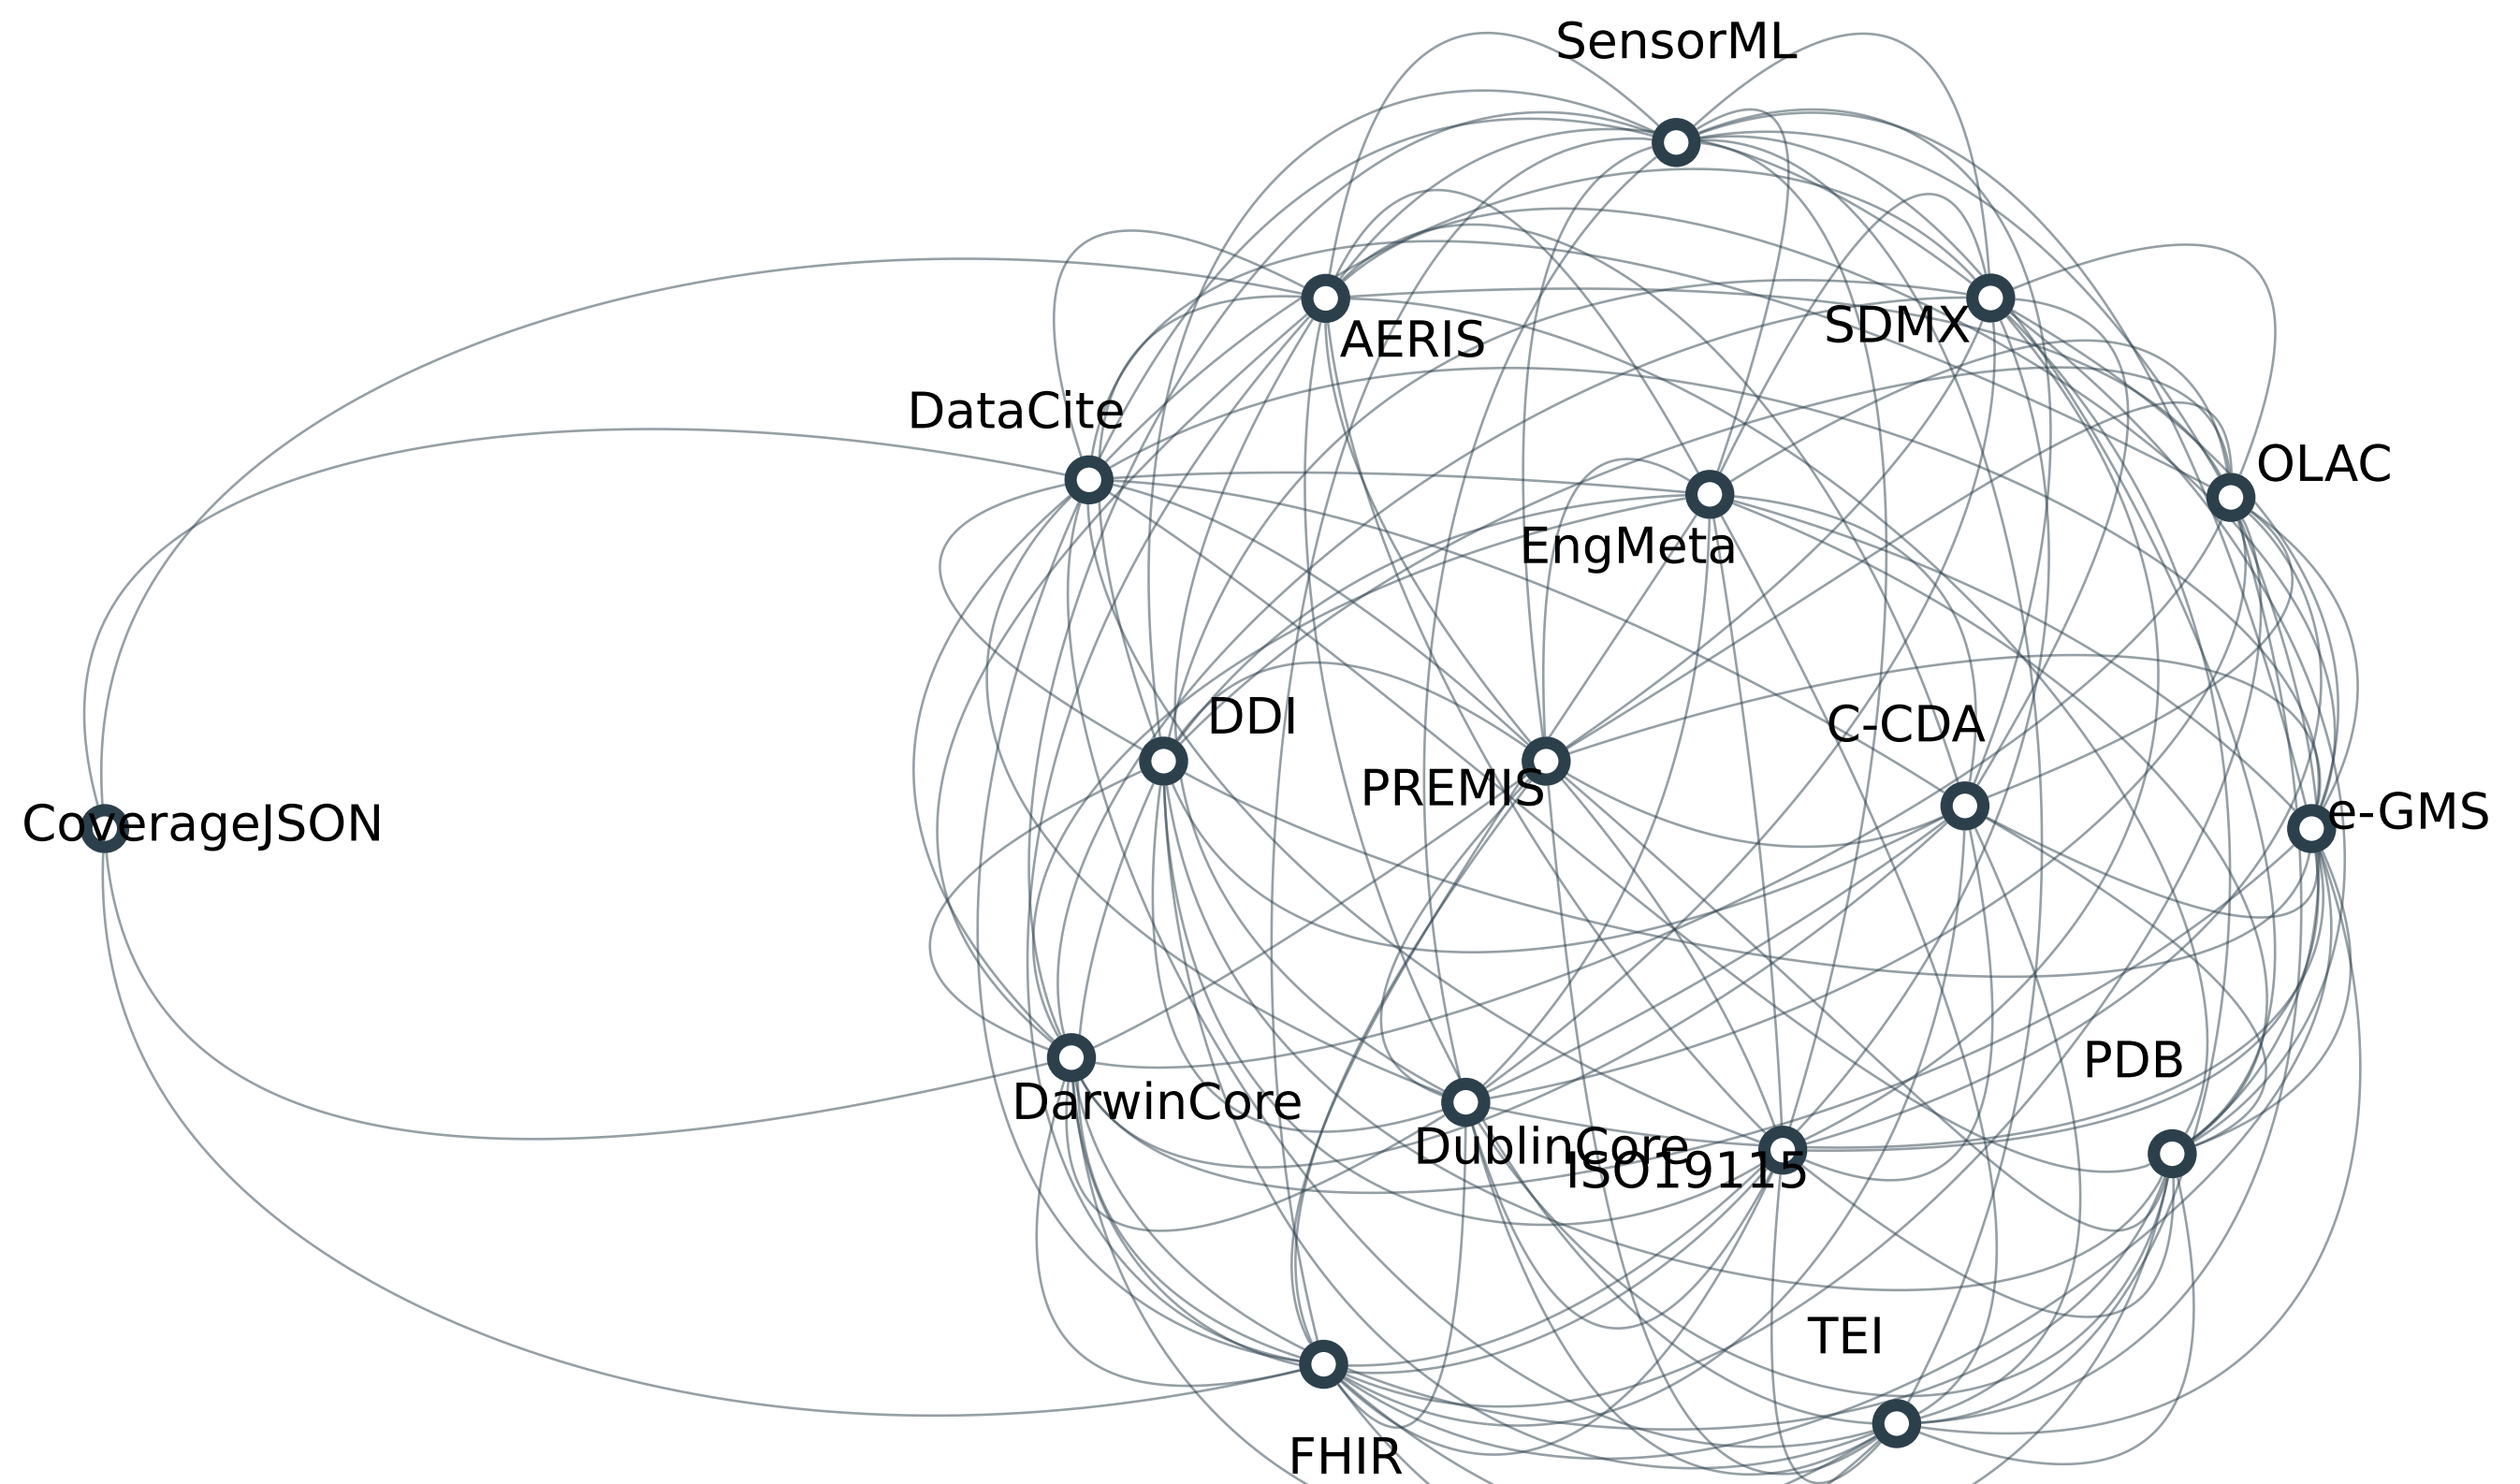 SensorML
SDMX
AERIS
DataCite
OLAC
EngMeta
DDI
C-CDA
PREMIS
e-GMS
CoverageJSON
PDB
DarwinCore
DublinCore
ISO19115
TEI
FHIR